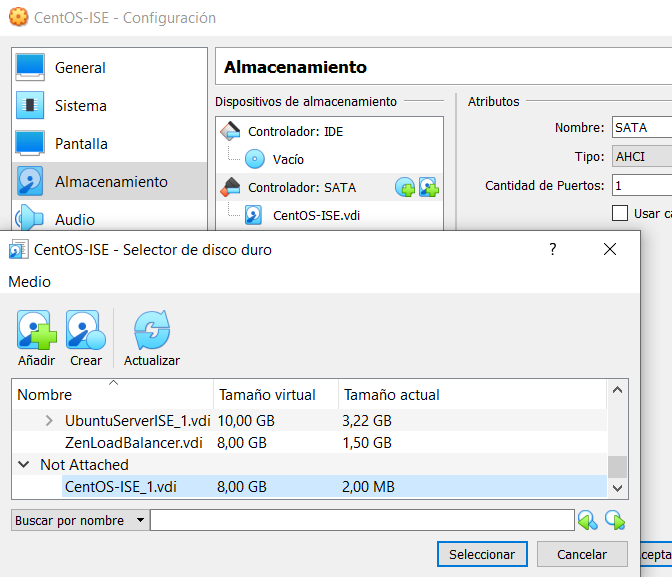 CentOS-ISE - Configuración
General
Sistema
Pantalla
Almacenamiento
Audio
Almacenamiento
Dispositivos de almacenamiento
Controlador: IDE
Vacío
Controlador: SATA
CentOS-ISE.vdi
Atributos
Nombre: SATA
Tipo: AHCI
Cantidad de Puertos: 1
Usar ca
CentOS-ISE - Selector de disco duro ?
Medio
Añadir Crear Actualizar
Nombre Tamaño virtual Tamaño actual
UbuntuServerISE_1.vdi 10,00 GB 3,22 GB
ZenLoadBalancer.vdi 8,00 GB 1,50 GB
Not Attached
CentOS-ISE_1.vdi 8,00 GB 2,00 MB
Buscar por nombre
Seleccionar Cancelar cepta